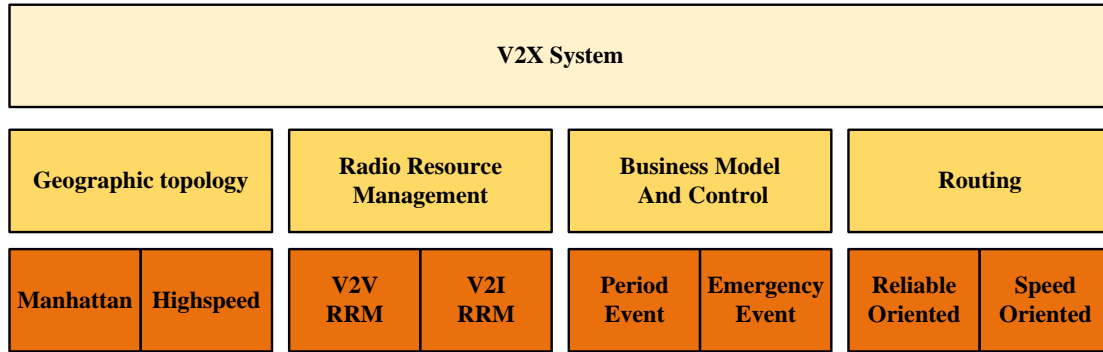 V2X System
Geographic topology
Radio Resource
Management
Business Model
And Control
Routing
Manhattan
Highspeed
V2V
RRM
V2I
RRM
Period
Event
Emergency
Event
Reliable
Oriented
Speed
Oriented